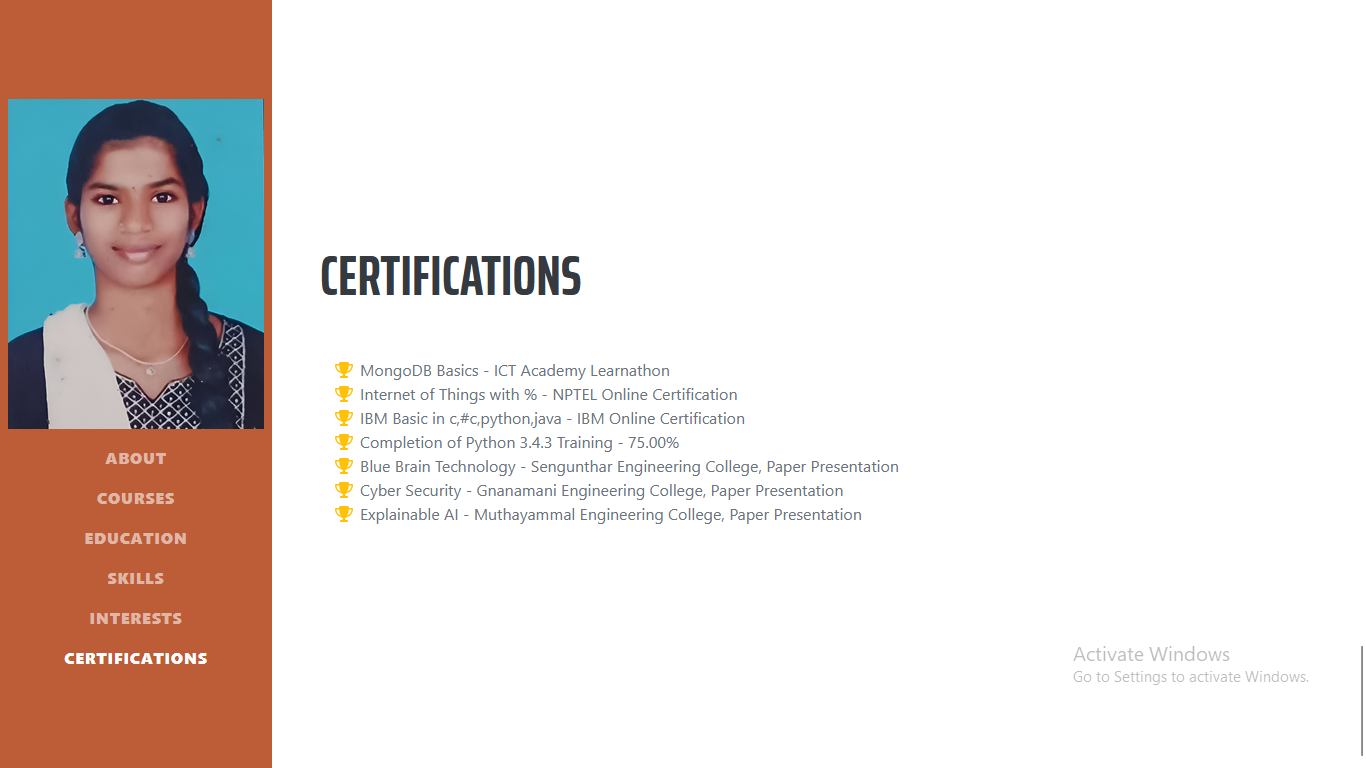 ABOUT
COURSES
EDUCATION
SKILLS
INTERESTS
CERTIFICATIONS
CERTIFICATIONS
MongoDB Basics - ICT Academy Learnathon
Internet of Things with % - NPTEL Online Certification
IBM Basic in c,#c,python,java - IBM Online Certification
Completion of Python 3.4.3 Training - 75.00%
Blue Brain Technology - Sengunthar Engineering College, Paper Presentation
Cyber Security - Gnanamani Engineering College, Paper Presentation
Explainable AI - Muthayammal Engineering College, Paper Presentation
Activate Windows
Go to Settings to activate Windows.